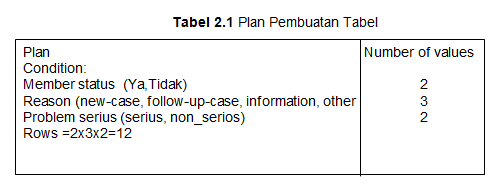 Tabel 2.1 Plan Pembuatan Tabel
Plan Number of values
Condition:
Member status (Ya,Tidak) 2
Reason (new-case, follow-up-case, information, other 3
Problem serius (serius, non_serios) 2
Rows =2x3x2=12